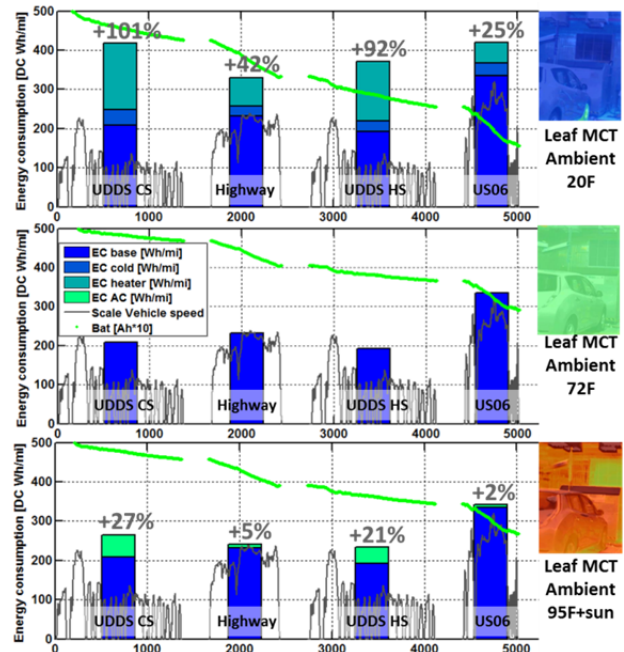 Energy consumption [DC Wh/mi]
500
400
300
200
100
0
+101%
+42%
+92%
+25%
UDDS CS
Highway
UDDS HS
US06
0
1000
2000
3000
4000
5000
Leaf MCT
Ambient
20F
Energy consumption [DC Wh/mi]
500
400
300
200
100
0
EC base [Wh/mi]
EC cold [Wh/mi]
EC heater [Wh/mi]
EC AC [Wh/mi]
Scale Vehicle speed
Bat [Ah*10]
UDDS CS
Highway
UDDS HS
US06
0
1000
2000
3000
4000
5000
Leaf MCT
Ambient
72F
Energy consumption [DC Wh/mi]
500
400
300
200
100
0
+27%
+5%
+21%
+2%
UDDS CS
Highway
UDDS HS
US06
0
1000
2000
3000
4000
5000
Leaf MCT
Ambient
95F+sun